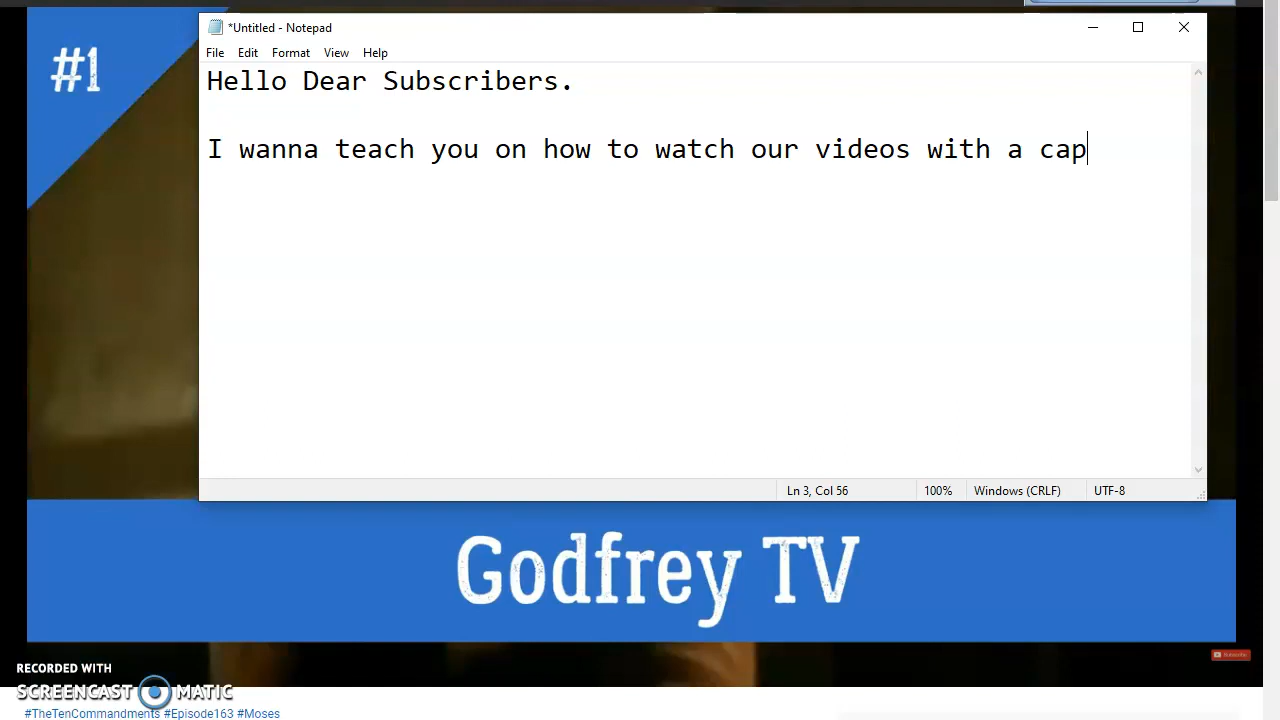 #1
*Untitled - Notepad
File Edit Format View Help
Hello Dear Subscribers.
I wanna teach you on how to watch our videos with a cap
Ln 3, Col 56 100% Windows (CRLF) UTF-8
Godfrey TV
Subscribe
RECORDED WITH
SCREENCAST MATIC
#TheTenCommandments #Episode163 #Moses